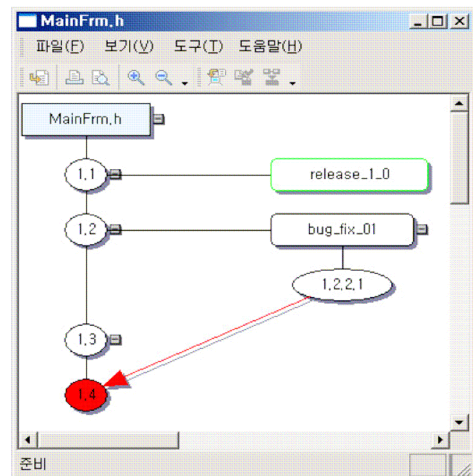 MainFrm.h
파일(F) 보기(V) 도구(T) 도움말(H)
MainFrm.h
1.1
release_1_0
1.2
bug_fix_01
1.2.2.1
1.3
1.4
준비